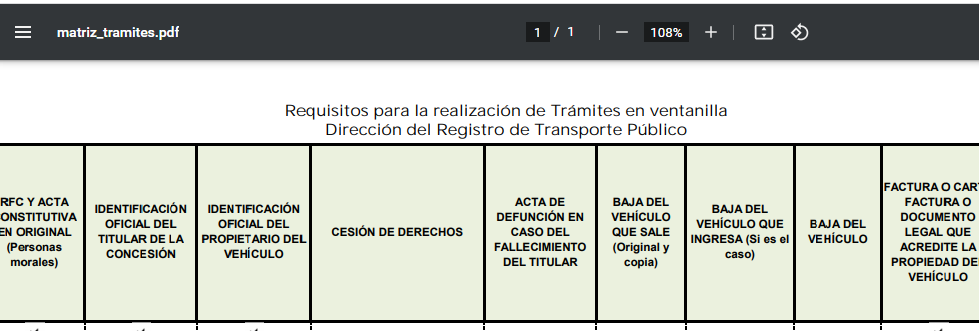 matriz_tramites.pdf
1 / 1
108%
Requisitos para la realización de Trámites en ventanilla
Dirección del Registro de Transporte Público
RFC Y ACTA
EN ORIGINAL
(Personas
morales)
IDENTIFICACIÓN
OFICIAL DEL
TITULAR DE LA
CONCESIÓN
IDENTIFICACIÓN
OFICIAL DEL
PROPIETARIO DEL
VEHÍCULO
CESIÓN DE DERECHOS
ACTA DE
DEFUNCIÓN EN
CASO DEL
FALLECIMIENTO
DEL TITULAR
BAJA DEL
VEHÍCULO
QUE SALE
(Original y
copia)
BAJA DEL
VEHÍCULO QUE
INGRESA (Si es el
caso)
BAJA DEL
VEHÍCULO
FACTURA O
FACTURA O
DOCUMENTO
LEGAL QUE
ACREDITE LA
PROPIEDAD
VEHÍCULO